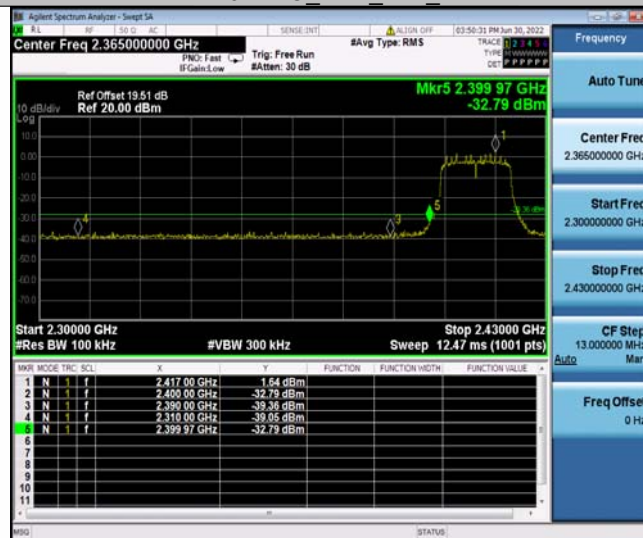 Agilent Spectrum Analyzer - Swept SA
RL RF 50 Ω AC SENSE:INT ALIGN OFF 03:50:31 PM Jun 30, 2022
Center Freq 2.365000000 GHz
PNO: Fast
IFGain:Low
Trig: Free Run
#Atten: 30 dB
#Avg Type: RMS
TRACE 1 2 3 4 5 6
TYPE
DET P P P P P P
Mkr5 2.399 97 GHz
-32.79 dBm
Ref Offset 19.51 dB
10 dB/div Ref 20.00 dBm
Log
10.0
0.00
-10.0
-20.0
-30.0
-40.0
-50.0
-60.0
-70.0
1
4
3
5
Start 2.30000 GHz Stop 2.43000 GHz
#Res BW 100 kHz #VBW 300 kHz Sweep 12.47 ms (1001 pts)
MKR MODE TRC SCL X Y FUNCTION FUNCTION WIDTH FUNCTION VALUE
1 N 1 f 2.417 00 GHz 1.64 dBm
2 N 1 f 2.400 00 GHz -32.79 dBm
3 N 1 f 2.390 00 GHz -39.36 dBm
4 N 1 f 2.310 00 GHz -39.05 dBm
5 N 1 f 2.399 97 GHz -32.79 dBm
6
7
8
9
10
11
MSG STATUS
Frequency
Auto Tune
Center Freq
2.365000000 GHz
Start Freq
2.300000000 GHz
Stop Freq
2.430000000 GHz
CF Step
13.000000 MHz
Auto Man
Freq Offset
0 Hz